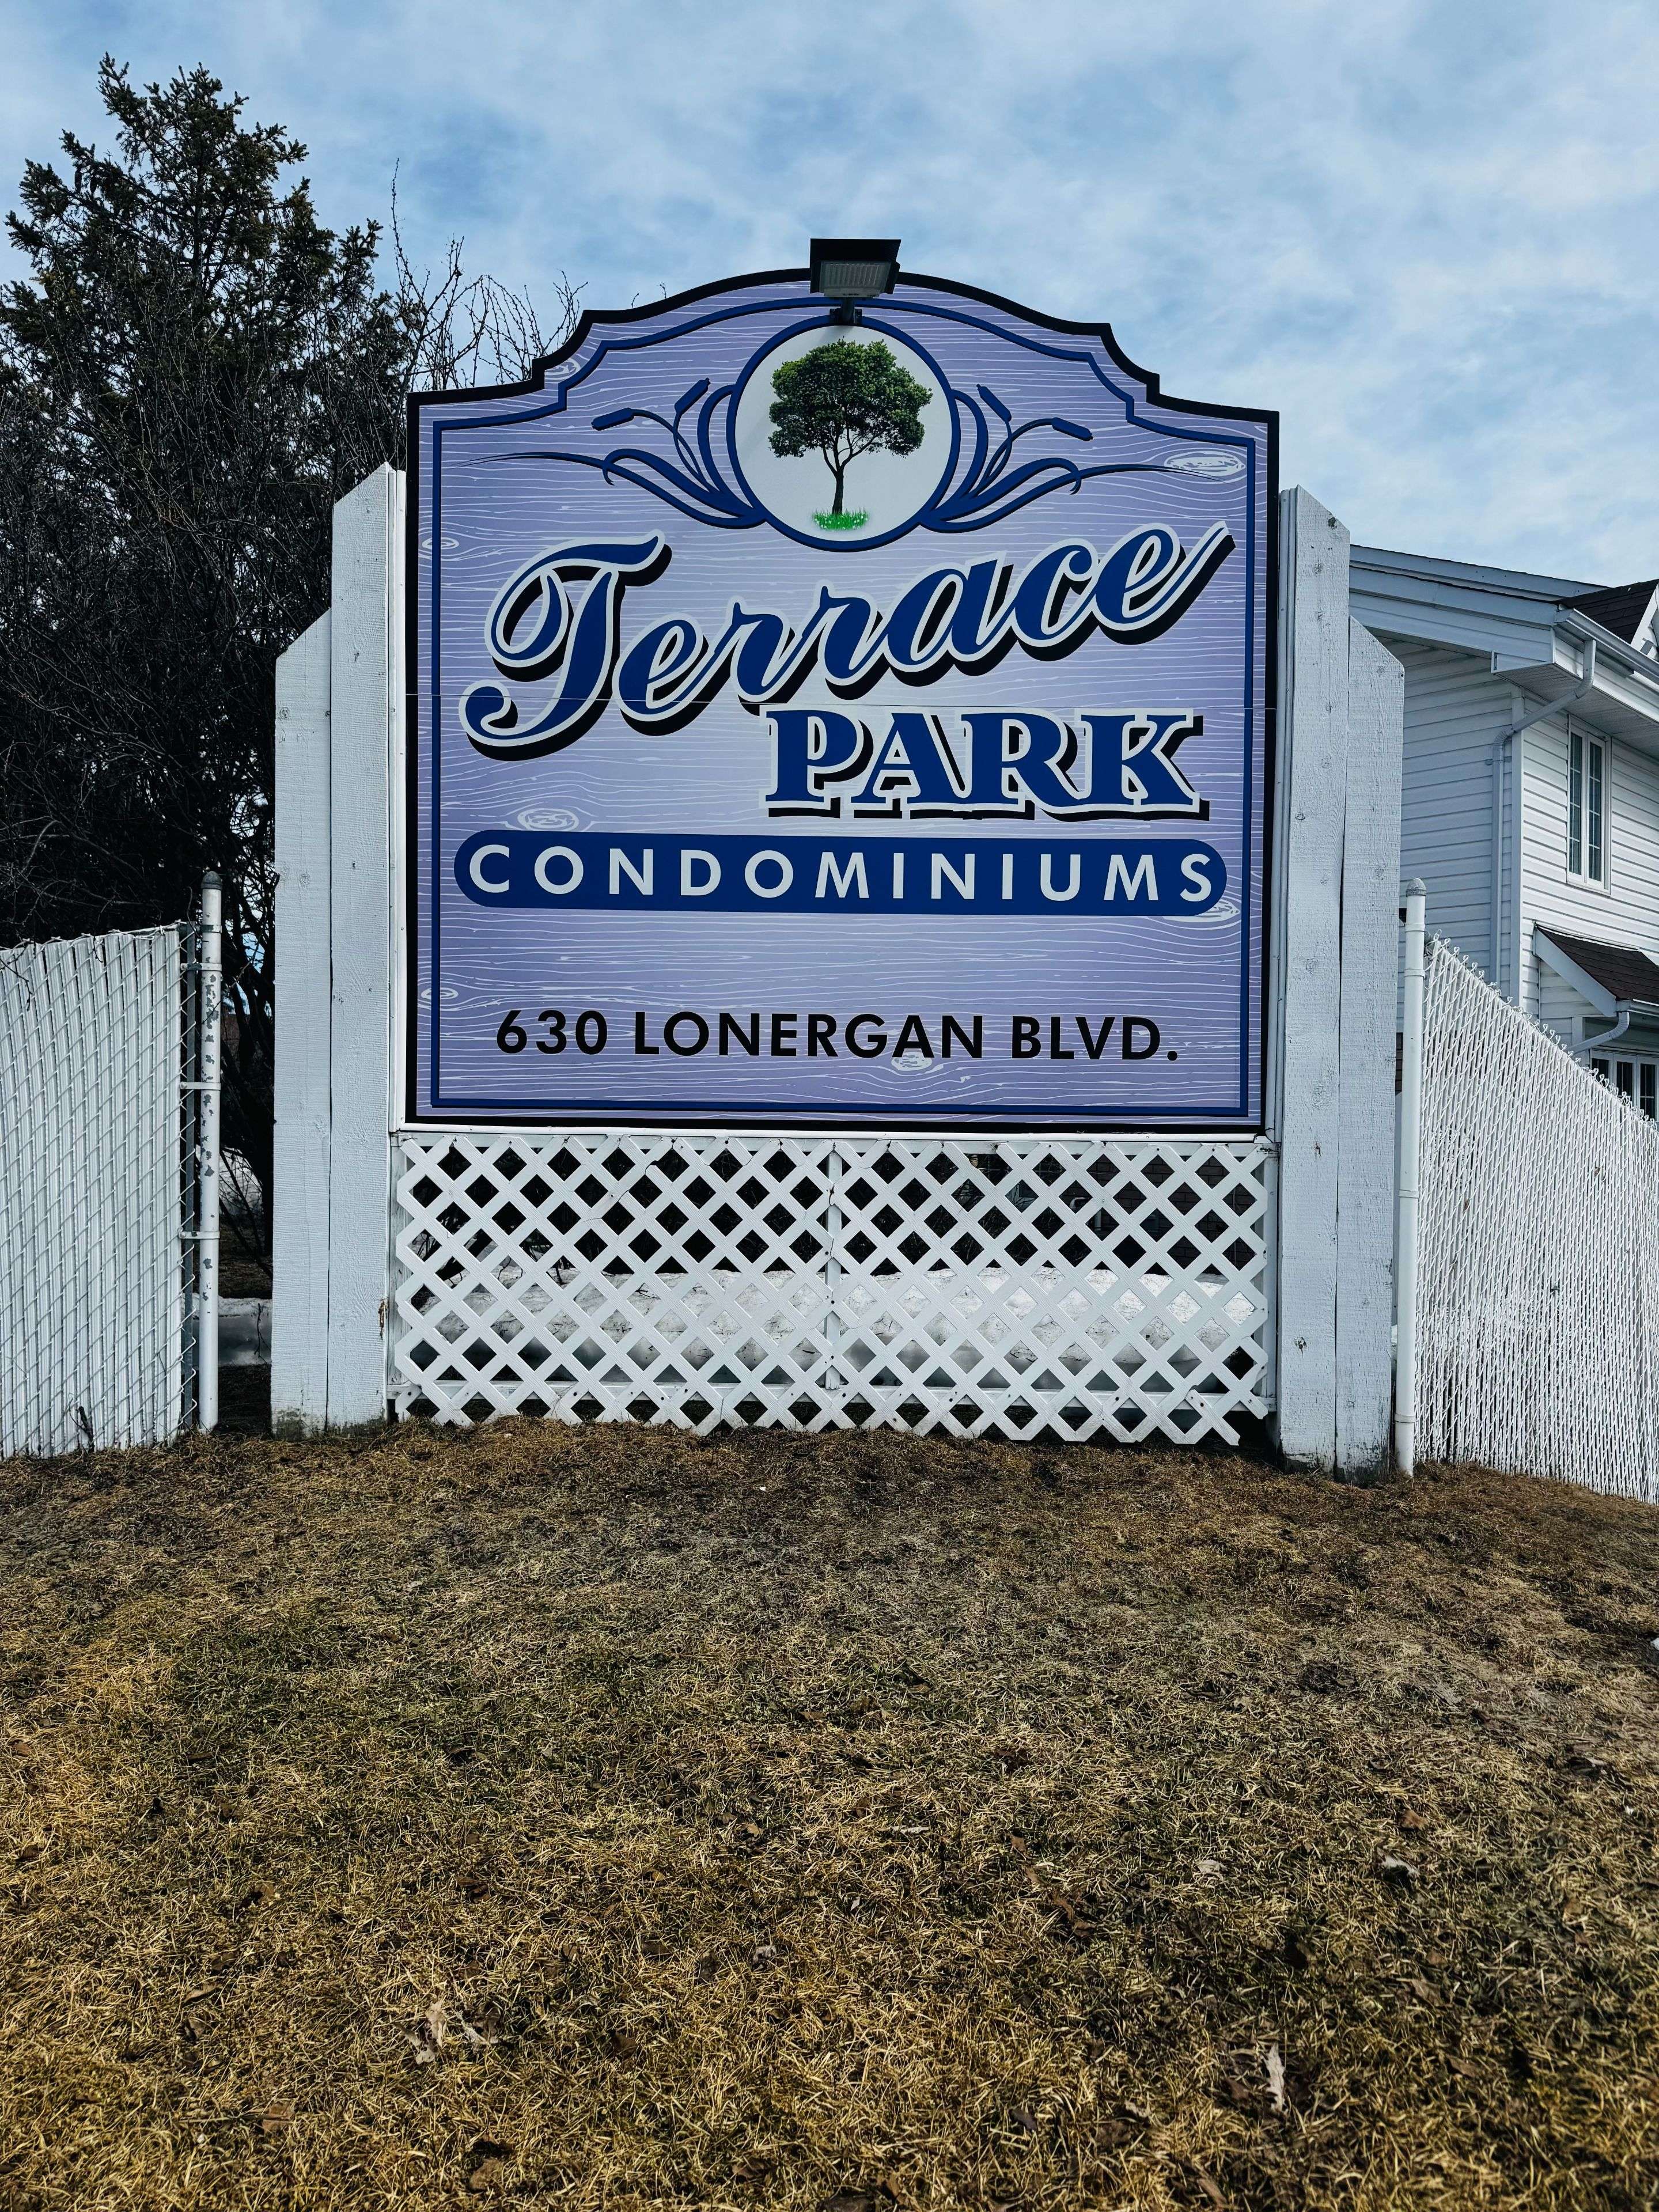 Terrace
PARK
CONDOMINIUMS
630 LONERGAN BLVD.